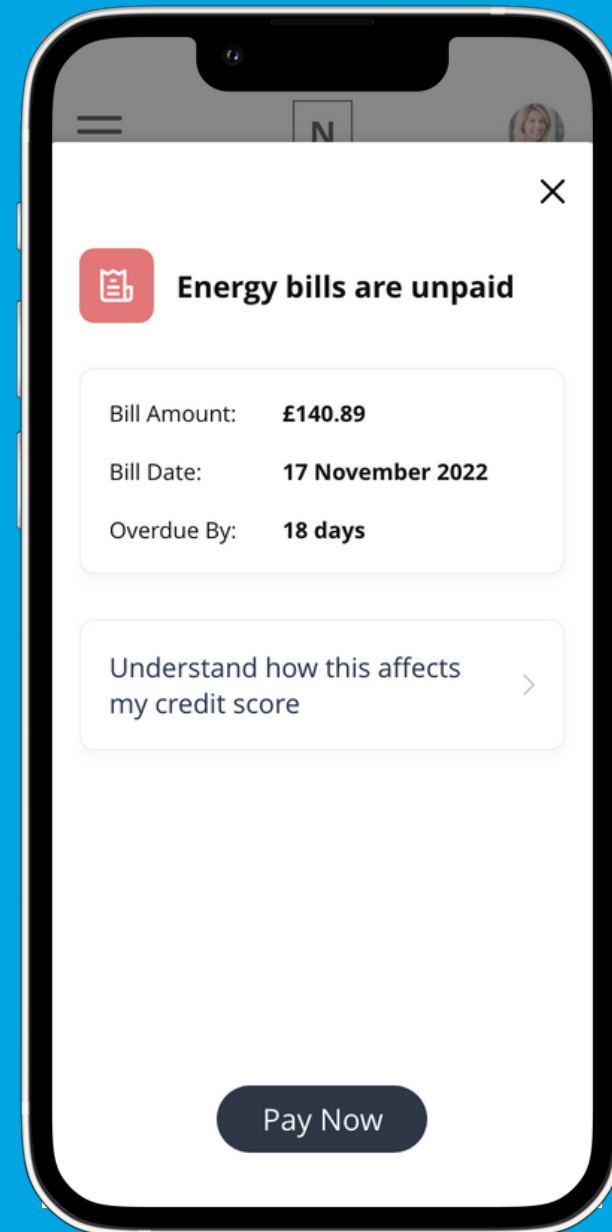 N
Energy bills are unpaid
Bill Amount: £140.89
Bill Date: 17 November 2022
Overdue By: 18 days
Understand how this affects
my credit score
Pay Now